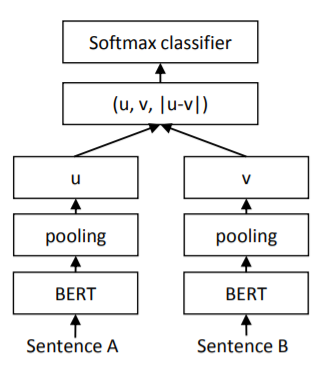 Softmax classifier
(u, v, |u-v|)
u
v
pooling
pooling
BERT
BERT
Sentence A
Sentence B